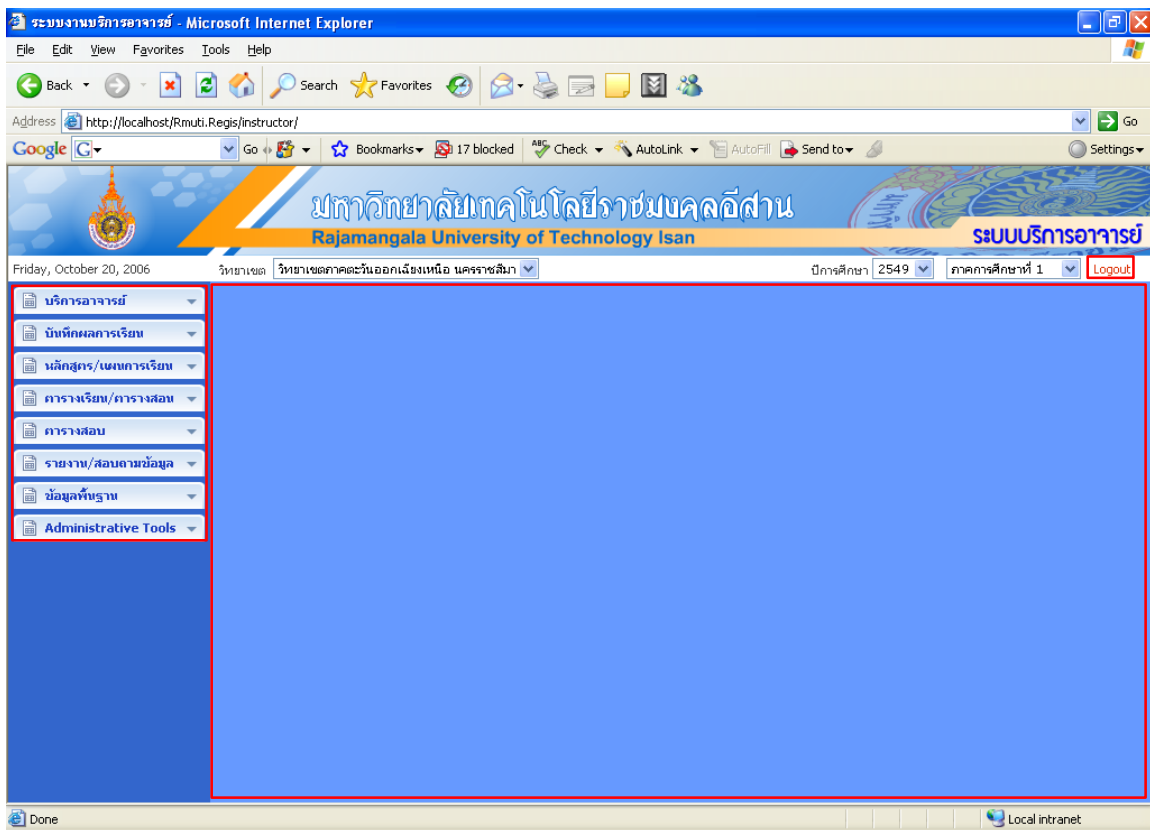 ระบบงานบริการอาจารย์ - Microsoft Internet Explorer
File Edit View Favorites Tools Help
Back Search Favorites
Address http://localhost/Rmuti.Regis/instructor/ Go
Google G Go Bookmarks 17 blocked ABC Check AutoLink AutoFill Send to Settings
มหาวิทยาลัยเทคโนโลยีราชมงคลอีสาน
Rajamangala University of Technology Isan
ระบบบริการอาจารย์
Friday, October 20, 2006 วิทยาเขต วิทยาเขตภาคตะวันออกเฉียงเหนือ นครราชสีมา ปีการศึกษา 2549 ภาคการศึกษาที่ 1 Logout
บริการอาจารย์
บันทึกผลการเรียน
หลักสูตร/แผนการเรียน
ตารางเรียน/ตารางสอน
ตารางสอบ
รายงาน/สอบถามข้อมูล
ข้อมูลพื้นฐาน
Administrative Tools
Done Local intranet